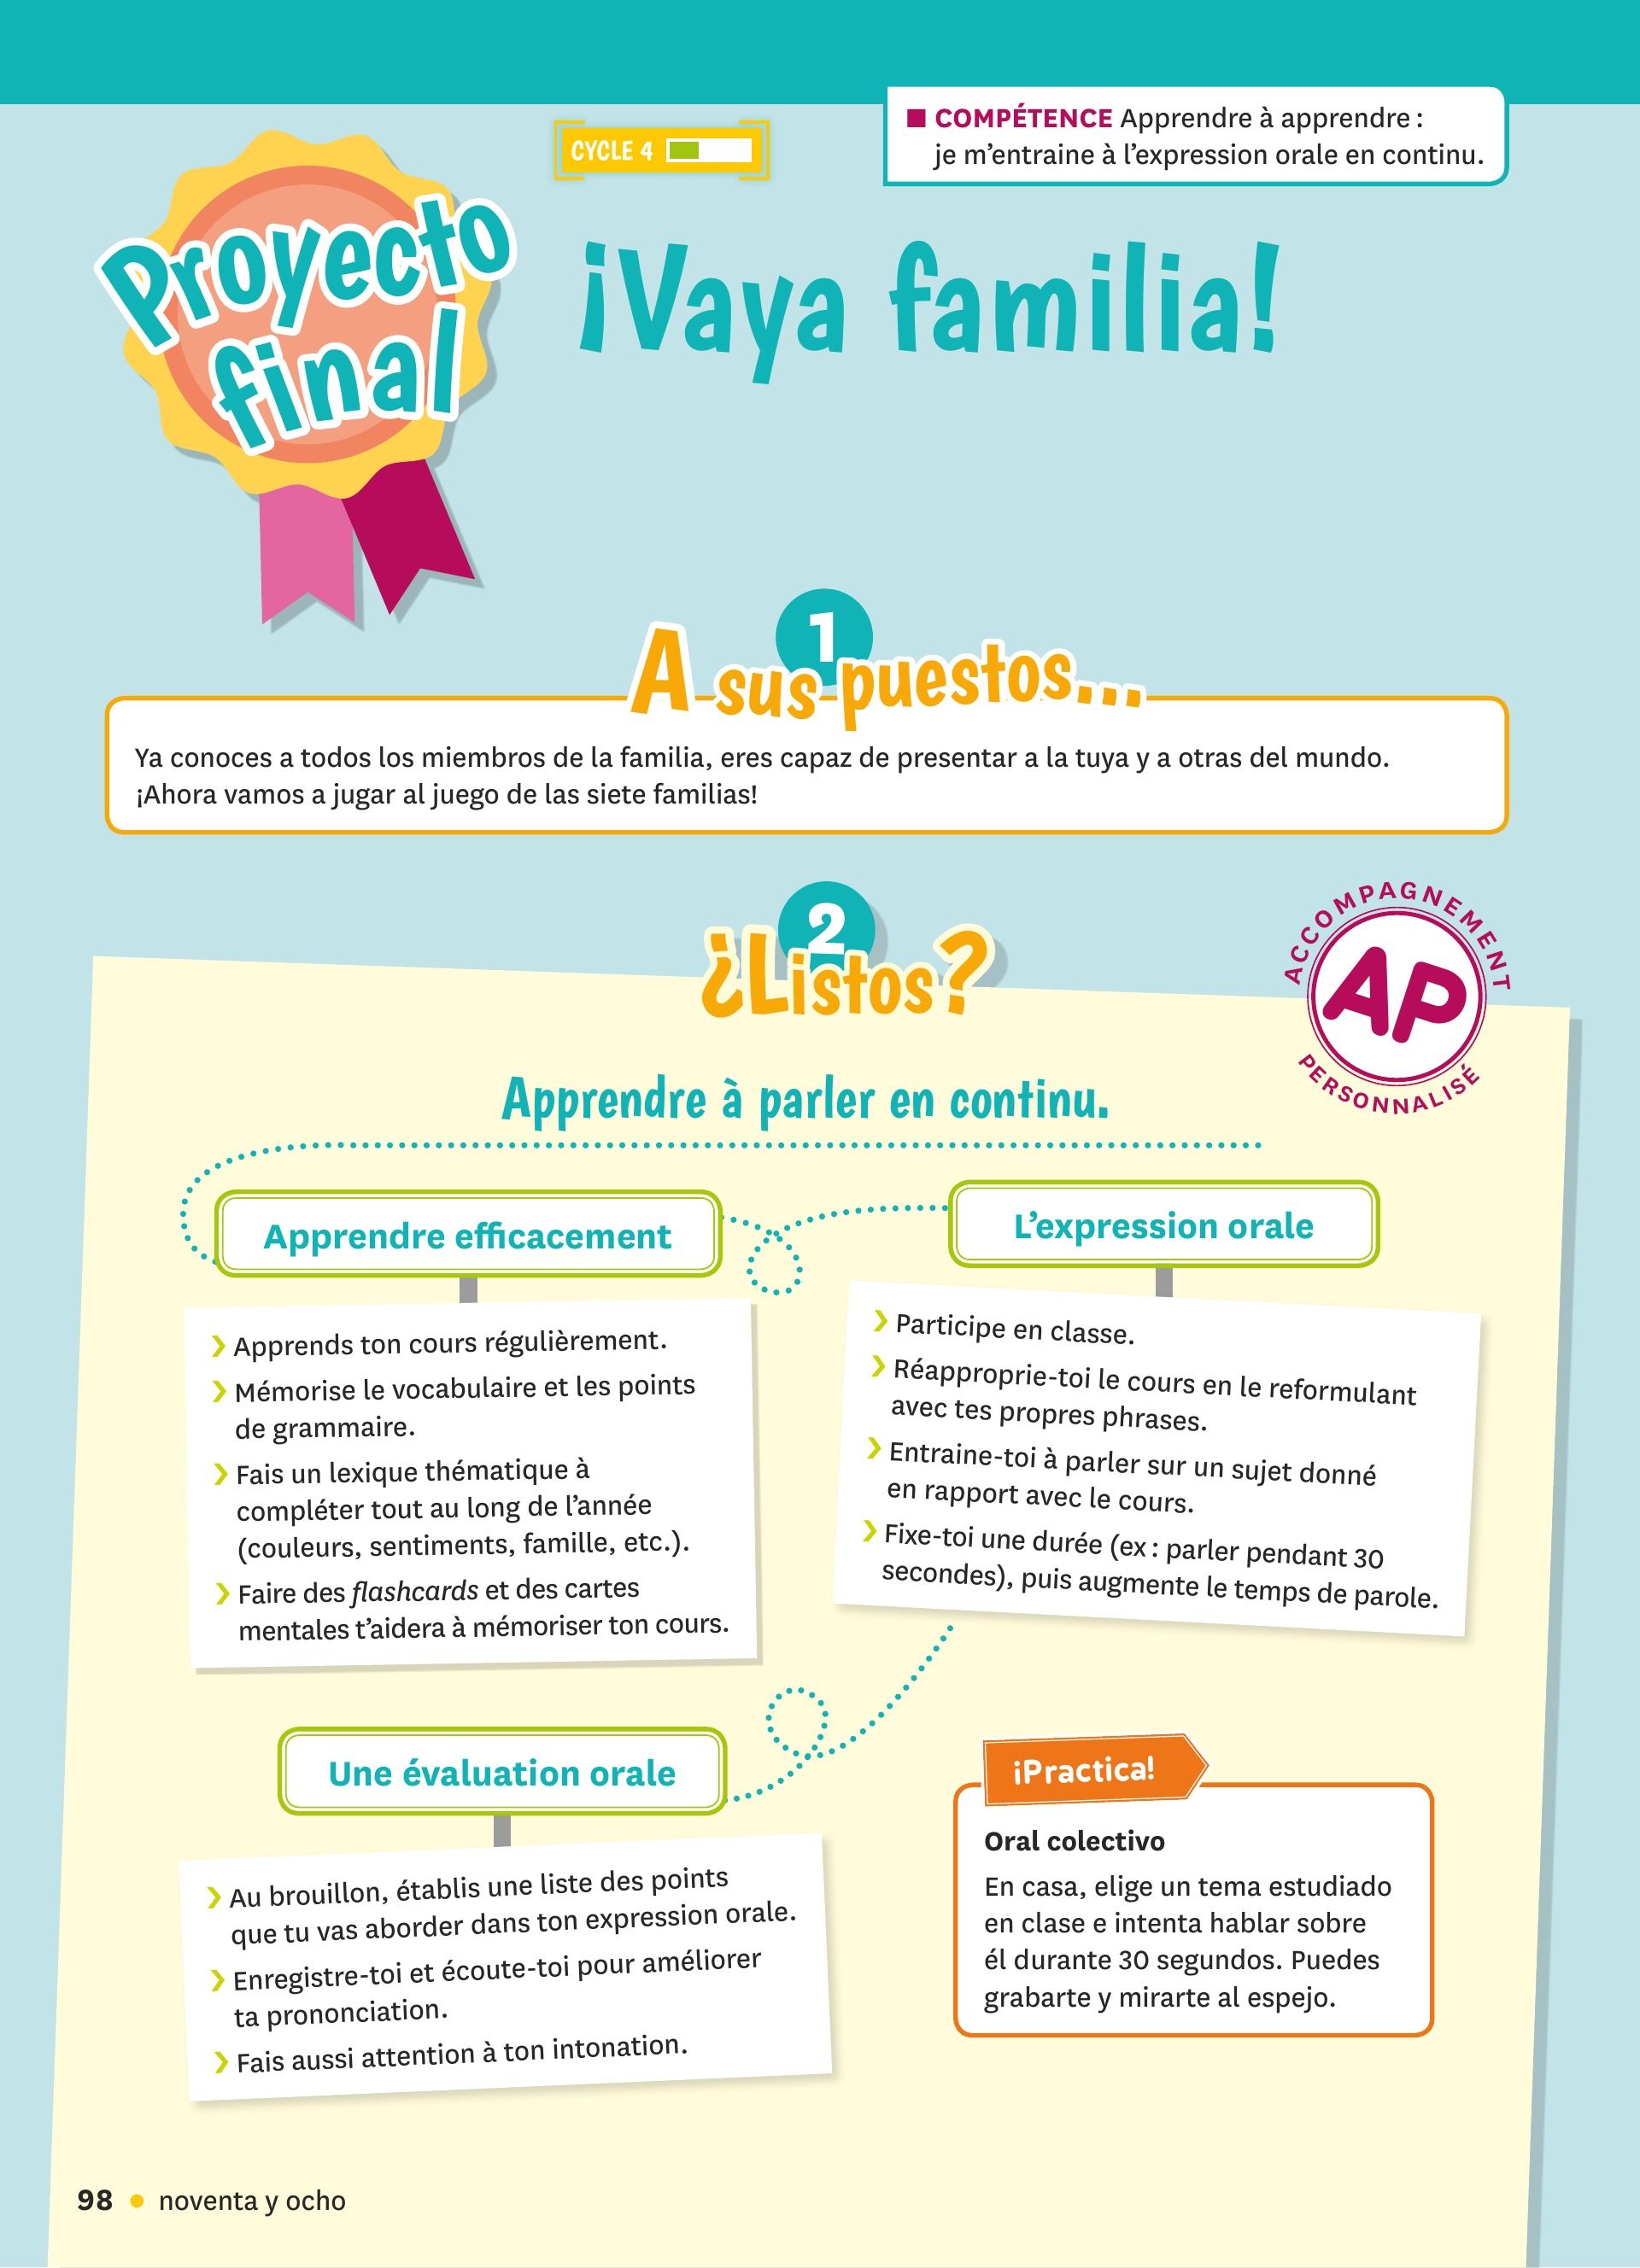 CYCLE 4
■ COMPÉTENCE Apprendre à apprendre :
je m’entraine à l’expression orale en continu.
Proyecto
final
¡Vaya familia!
1
A sus puestos...
Ya conoces a todos los miembros de la familia, eres capaz de presentar a la tuya y a otras del mundo.
¡Ahora vamos a jugar al juego de las siete familias!
2
¿Listos?
ACCOMPAGNEMENT
AP
PERSONNALISÉ
Apprendre à parler en continu.
Apprendre efficacement
› Apprends ton cours régulièrement.
› Mémorise le vocabulaire et les points
de grammaire.
› Fais un lexique thématique à
compléter tout au long de l’année
(couleurs, sentiments, famille, etc.).
› Faire des flashcards et des cartes
mentales t’aidera à mémoriser ton cours.
L’expression orale
› Participe en classe.
› Réapproprie-toi le cours en le reformulant
avec tes propres phrases.
› Entraine-toi à parler sur un sujet donné
en rapport avec le cours.
› Fixe-toi une durée (ex : parler pendant 30
secondes), puis augmente le temps de parole.
Une évaluation orale
› Au brouillon, établis une liste des points
que tu vas aborder dans ton expression orale.
› Enregistre-toi et écoute-toi pour améliorer
ta prononciation.
› Fais aussi attention à ton intonation.
¡Practica!
Oral colectivo
En casa, elige un tema estudiado
en clase e intenta hablar sobre
él durante 30 segundos. Puedes
grabarte y mirarte al espejo.
98 • noventa y ocho